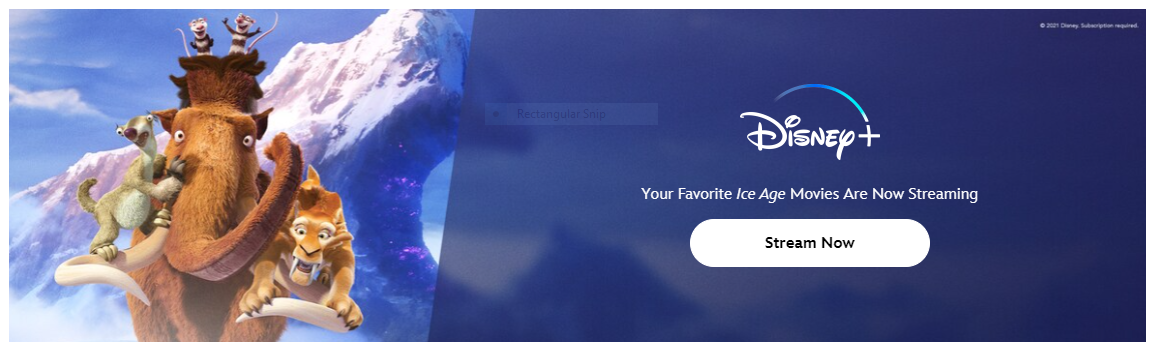 © 2021 Disney. Subscription required.
Rectangular Snip
Disney+
Your Favorite Ice Age Movies Are Now Streaming
Stream Now